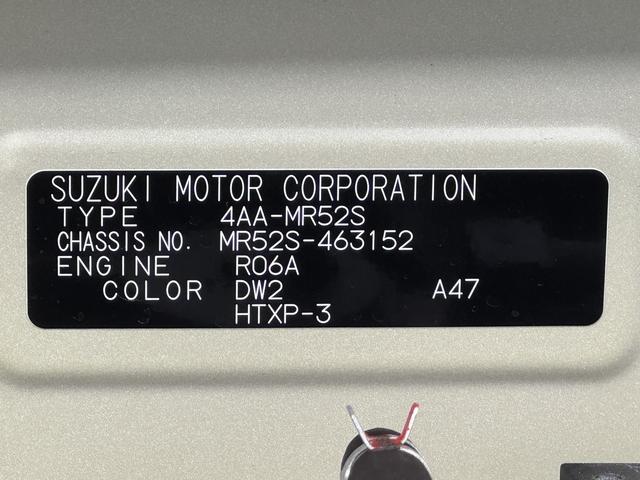 SUZUKI MOTOR CORPORATION
TYPE 4AA-MR52S
CHASSIS NO. MR52S-463152
ENGINE R06A
COLOR DW2 A47
HTXP-3